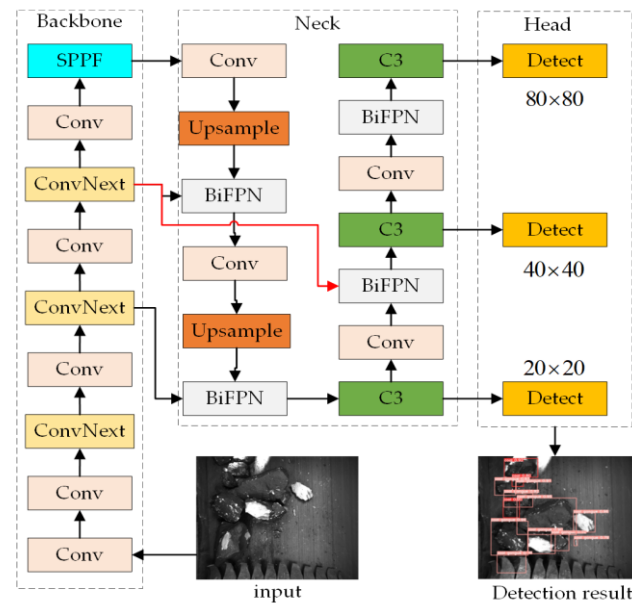 Backbone
Neck
Head
SPPF
Conv
C3
Detect
80×80
Conv
Upsample
BiFPN
ConvNext
BiFPN
Conv
Conv
Conv
C3
Detect
40×40
ConvNext
Upsample
BiFPN
Conv
Conv
20×20
BiFPN
C3
Detect
ConvNext
Conv
Conv
input
Detection result